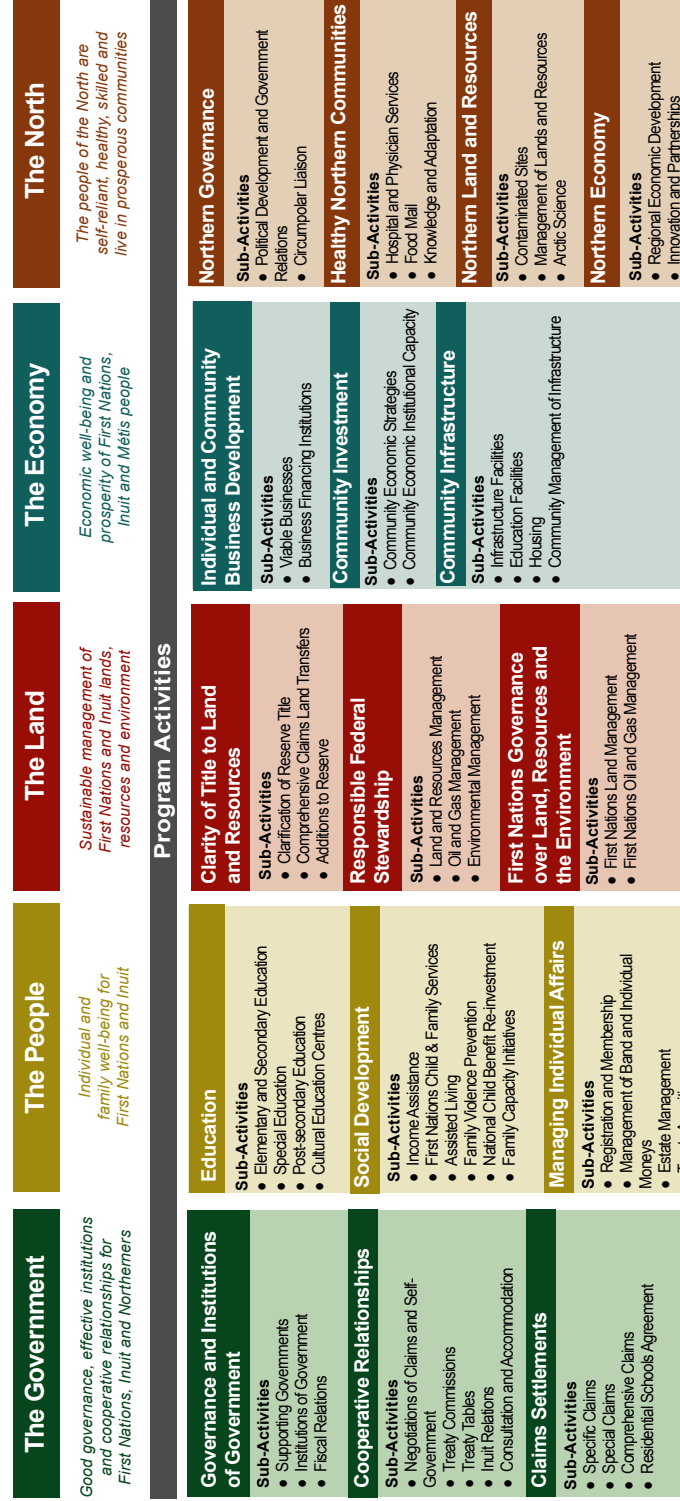 The Government
Good governance, effective institutions
and cooperative relationships for
First Nations, Inuit and Northerners
The People
Individual and
family well-being for
First Nations and Inuit
The Land
Sustainable management of
First Nations and Inuit lands,
resources and environment
The Economy
Economic well-being and
prosperity of First Nations,
Inuit and Métis people
The North
The people of the North are
self-reliant, healthy, skilled and
live in prosperous communities
Program Activities
Governance and Institutions
of Government
Sub-Activities
● Supporting Governments
● Institutions of Government
● Fiscal Relations
Cooperative Relationships
Sub-Activities
● Negotiations of Claims and Self-
Government
● Treaty Commissions
● Treaty Tables
● Inuit Relations
● Consultation and Accommodation
Claims Settlements
Sub-Activities
● Specific Claims
● Special Claims
● Comprehensive Claims
● Residential Schools Agreement
Education
Sub-Activities
● Elementary and Secondary Education
● Special Education
● Post-secondary Education
● Cultural Education Centres
Social Development
Sub-Activities
● Income Assistance
● First Nations Child & Family Services
● Assisted Living
● Family Violence Prevention
● National Child Benefit Re-investment
● Family Capacity Initiatives
Managing Individual Affairs
Sub-Activities
● Registration and Membership
● Management of Band and Individual
Moneys
● Estate Management
Clarity of Title to Land
and Resources
Sub-Activities
● Clarification of Reserve Title
● Comprehensive Claims Land Transfers
● Additions to Reserve
Responsible Federal
Stewardship
Sub-Activities
● Land and Resources Management
● Oil and Gas Management
● Environmental Management
First Nations Governance
over Land, Resources and
the Environment
Sub-Activities
● First Nations Land Management
● First Nations Oil and Gas Management
Individual and Community
Business Development
Sub-Activities
● Viable Businesses
● Business Financing Institutions
Community Investment
Sub-Activities
● Community Economic Strategies
● Community Economic Institutional Capacity
Community Infrastructure
Sub-Activities
● Infrastructure Facilities
● Education Facilities
● Housing
● Community Management of Infrastructure
Northern Governance
Sub-Activities
● Political Development and Government
Relations
● Circumpolar Liaison
Healthy Northern Communities
Sub-Activities
● Hospital and Physician Services
● Food Mail
● Knowledge and Adaptation
Northern Land and Resources
Sub-Activities
● Contaminated Sites
● Management of Lands and Resources
● Arctic Science
Northern Economy
Sub-Activities
● Regional Economic Development
● Innovation and Partnerships